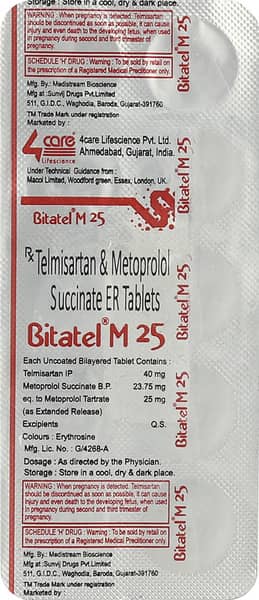 Storage : Store in a cool, dry & dark place.
WARNING : When pregnancy is detected. Telmisartan
should be discontinued as soon as possible, it can cause
injury and even death to the developing fetus, when used
in pregnancy during second and third trimester of
pregnancy.
SCHEDULE 'H' DRUG : Warning : To be sold by retail on
the prescription of a Registered Medical Practitioner only.
Mfg. By.: Medistream Bioscience
Mfg at :Sunvij Drugs Pvt.Limited
511, G.I.D.C., Waghodia, Baroda, Gujarat-391760
TM Trade Mark under registration
Marketed by :
4care
Lifescience
4care Lifescience Pvt. Ltd.
Ahmedabad, Gujarat, India.
Under Technical Guidance from
Macol Limited, Woodford green, Essex, London, UK.
Bitatel® M 25
Rx Telmisartan & Metoprolol
Succinate ER Tablets
Bitatel® M 25
Each Uncoated Bilayered Tablet Contains :
Telmisartan IP 40 mg
Metoprolol Succinate B.P. 23.75 mg
eq. to Metoprolol Tartrate 25 mg
(as Extended Release)
Excipients Q.S.
Colours : Erythrosine
Mfg. Lic. No. : G/4268-A
Dosage : As directed by the Physician.
Storage : Store in a cool, dry & dark place.
WARNING : When pregnancy is detected. Telmisartan
should be discontinued as soon as possible, it can cause
injury and even death to the developing fetus, when used
in pregnancy during second and third trimester of
pregnancy.
SCHEDULE 'H' DRUG : Warning : To be sold by retail on
the prescription of a Registered Medical Practitioner only.
Mfg. By.: Medistream Bioscience
Mfg at :Sunvij Drugs Pvt.Limited
511, G.I.D.C., Waghodia, Baroda, Gujarat-391760
TM Trade Mark under registration
Marketed by :
Bitatel® M 25
Bitatel® M 25
Bitatel® M 25
Bitatel® M 25
Bitatel® M 25